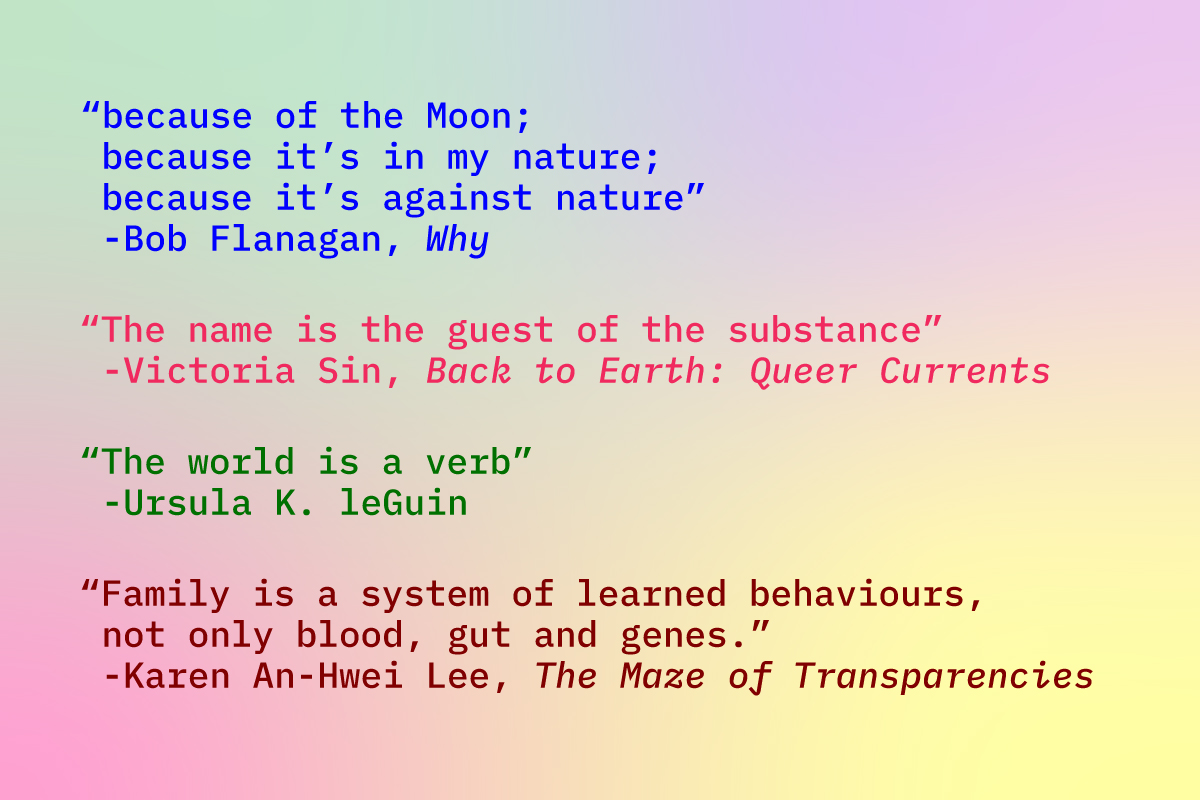 “because of the Moon;
because it’s in my nature;
because it’s against nature”
-Bob Flanagan, Why
“The name is the guest of the substance”
-Victoria Sin, Back to Earth: Queer Currents
“The world is a verb”
-Ursula K. leGuin
“Family is a system of learned behaviours,
not only blood, gut and genes.”
-Karen An-Hwei Lee, The Maze of Transparencies